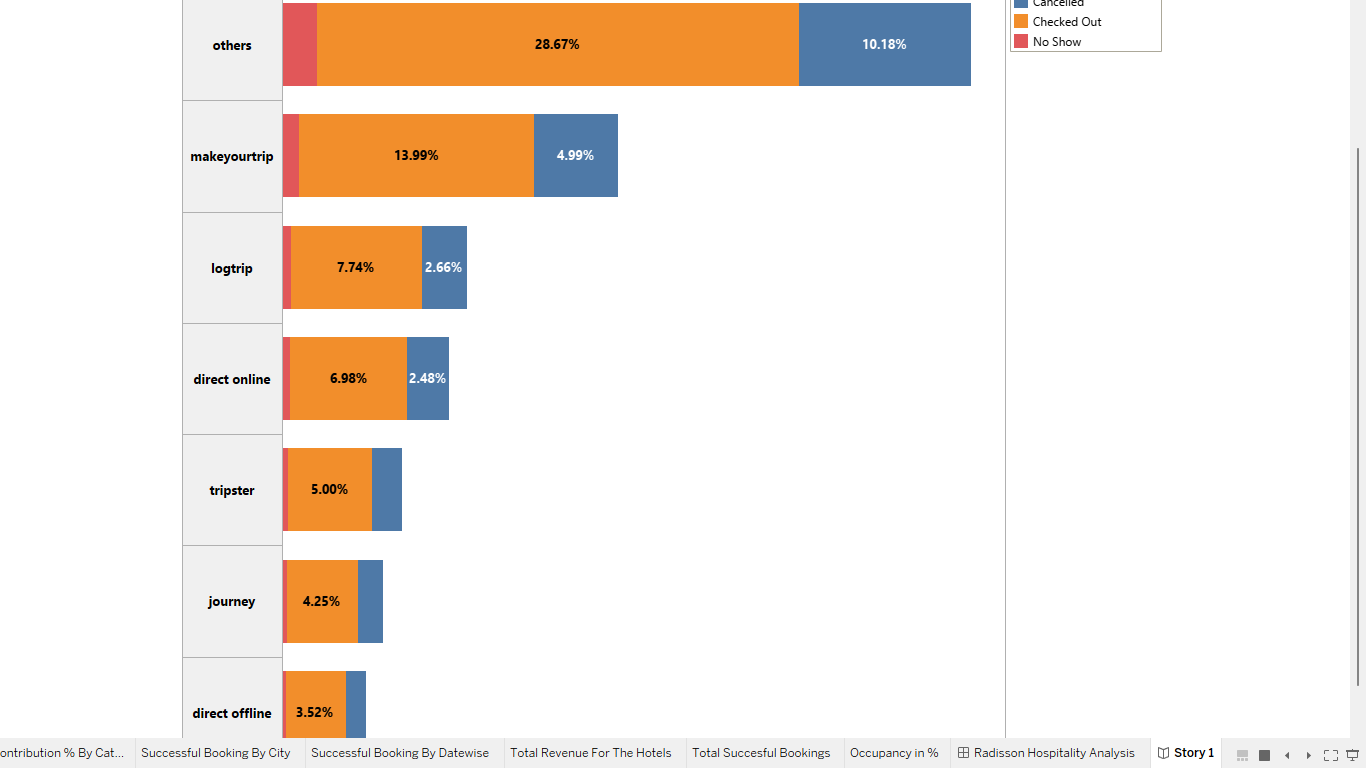 Cancelled
Checked Out
No Show
others 28.67% 10.18%
makeyourtrip 13.99% 4.99%
logtrip 7.74% 2.66%
direct online 6.98% 2.48%
tripster 5.00%
journey 4.25%
direct offline 3.52%
ontribution % By Cat... Successful Booking By City Successful Booking By Datewise Total Revenue For The Hotels Total Succesful Bookings Occupancy in % Radisson Hospitality Analysis Story 1